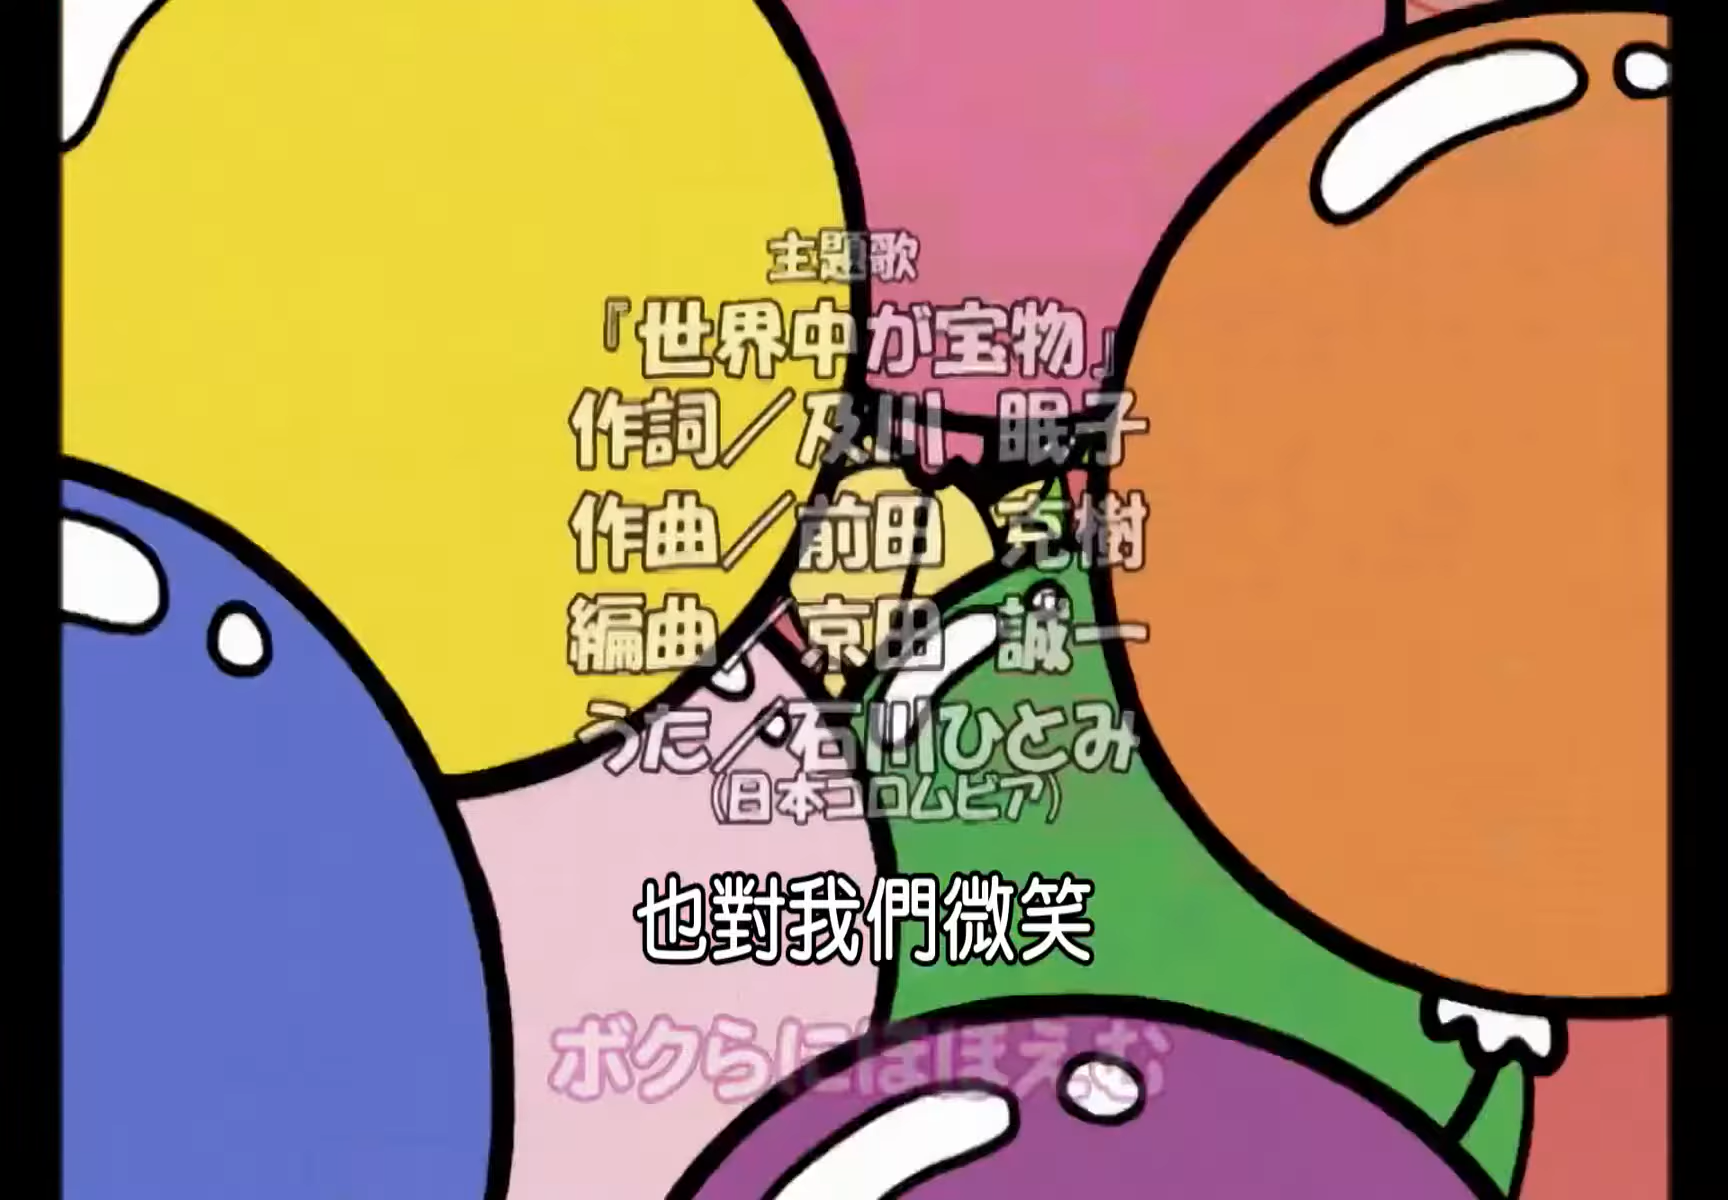 主題歌
『世界中が宝物』
作詞／及川 眠子
作曲／前田 克樹
編曲／京田 誠一
うた／石川ひとみ
(日本コロムビア)
也對我們微笑
ボクらにほほえむ